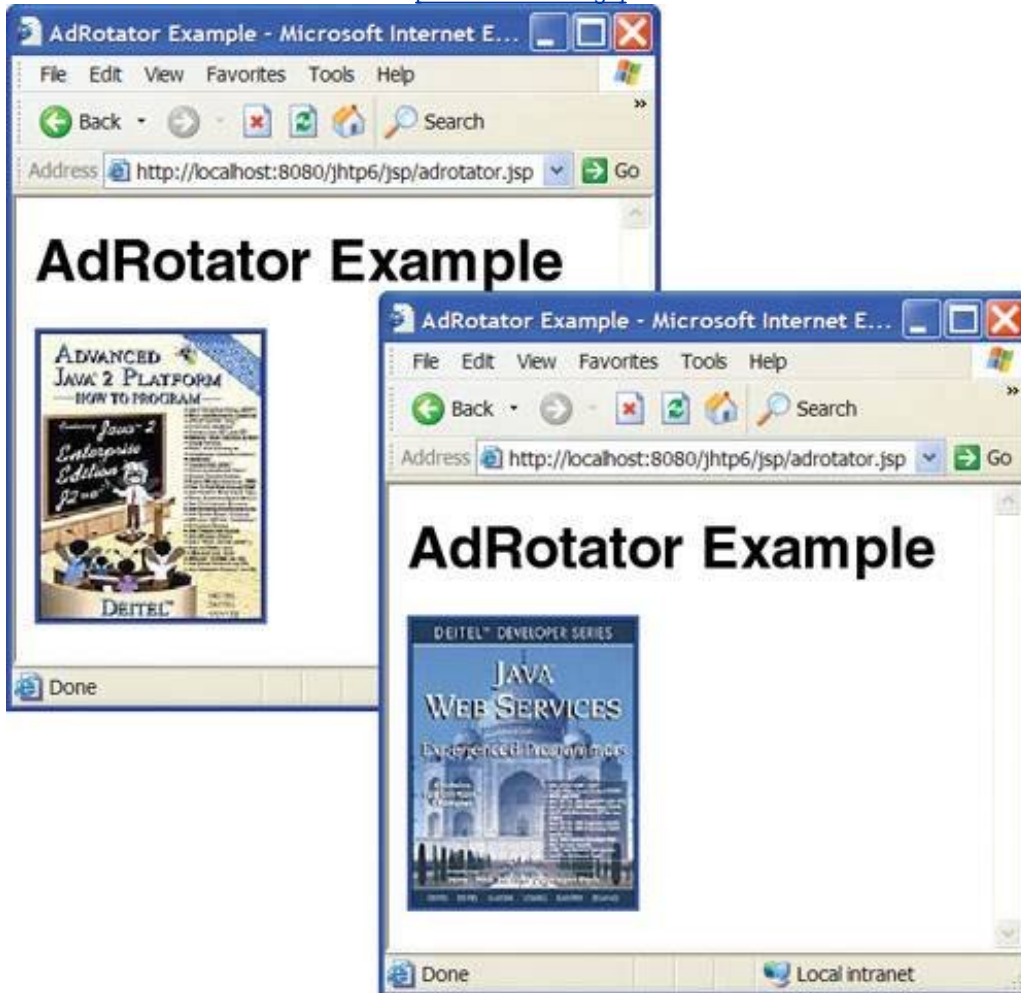 AdRotator Example - Microsoft Internet E...
File Edit View Favorites Tools Help
Back Search
Address http://localhost:8080/jhtp6/jsp/adrotator.jsp Go
AdRotator Example
ADVANCED
JAVA 2 PLATFORM
HOW TO PROGRAM
Java 2
Enterprise
Edition
DEITEL™
Done
AdRotator Example - Microsoft Internet E...
File Edit View Favorites Tools Help
Back Search
Address http://localhost:8080/jhtp6/jsp/adrotator.jsp Go
AdRotator Example
DEITEL™ DEVELOPER SERIES
JAVA
WEB SERVICES
Experienced Programmers
Done Local intranet